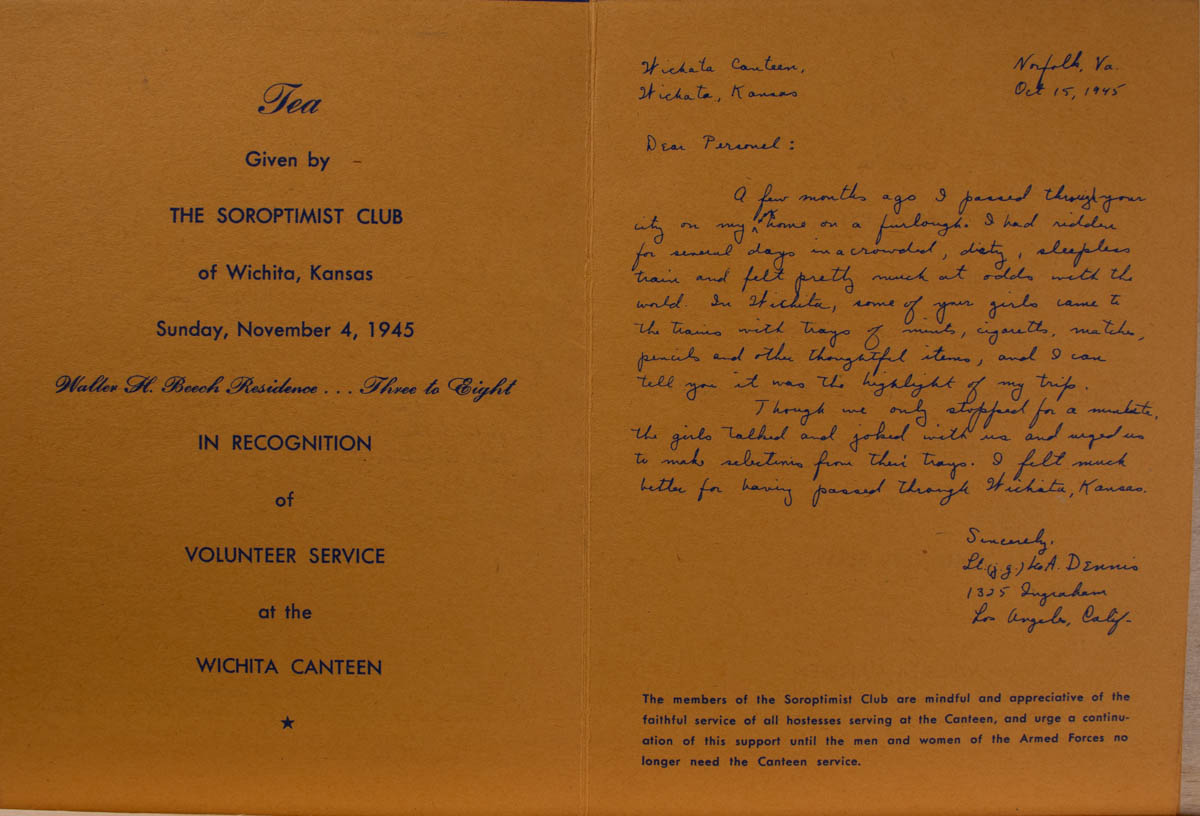 Tea
Given by
THE SOROPTIMIST CLUB
of Wichita, Kansas
Sunday, November 4, 1945
Walter H. Beech Residence . . . Three to Eight
IN RECOGNITION
of
VOLUNTEER SERVICE
at the
WICHITA CANTEEN
★
Wichata Canteen,
Wichata, Kansas
Norfolk, Va.
Oct 15, 1945
Dear Personel:
A few months ago I passed through your
city on my home on a furlough. I had ridden
for several days in a crowded, dirty, sleepless
train and felt pretty much at odds with the
world. In Wichita, some of your girls came to
the trains with trays of mints, cigaretts, matches,
pencils and other thoughtful items, and I can
tell you it was the highlight of my trip.
Though we only stoppsed for a
the girls talked and joked with us and urged us
to make selections from their trays. I felt much
better for having passed through Wichata, Kansas.
Sincerely,
Lt. (j.g.) A. Dennis
1325 Ingraham
Los Angeles, Calif-
The members of the Soroptimist Club are mindful and appreciative of the
faithful service of all hostesses serving at the Canteen, and urge a continu-
ation of this support until the men and women of the Armed Forces no
longer need the Canteen service.